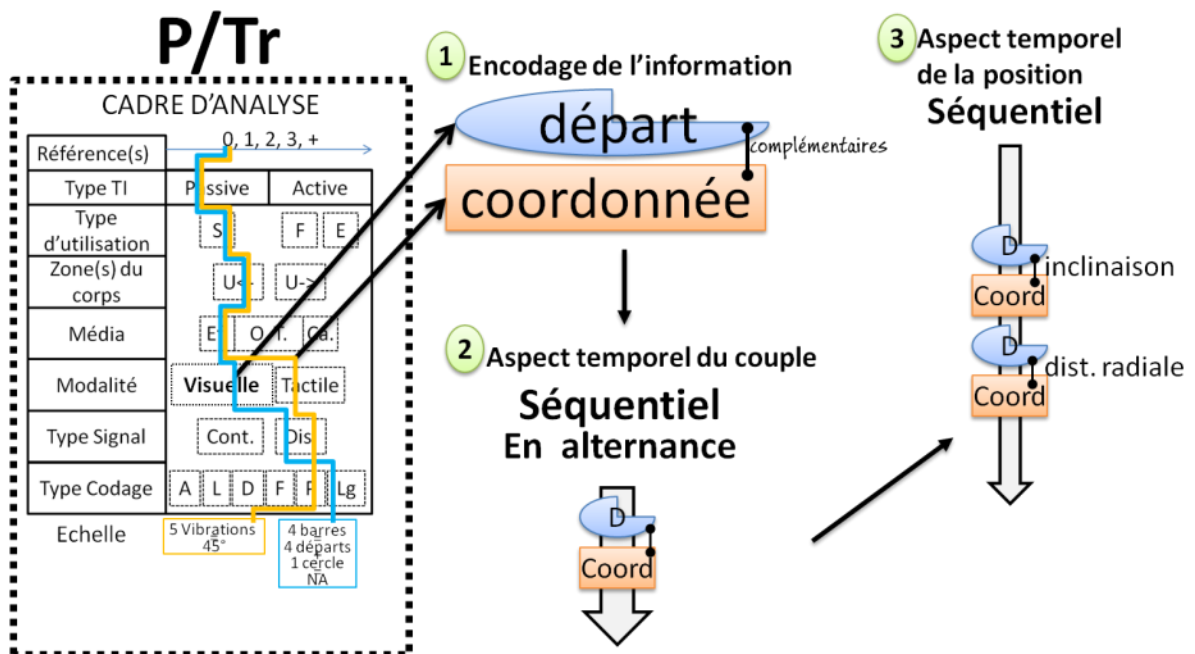 P/Tr
CADRE D'ANALYSE
Référence(s)
0, 1, 2, 3, +
Type TI
Passive
Active
Type
d'utilisation
S
F
E
Zone(s) du
corps
U<-
U->
Média
O.
T.
Ca.
Modalité
Visuelle
Tactile
Type Signal
Cont.
Dis
Type Codage
A
L
D
F
Lg
Echelle
5 Vibrations
=
45°
4 barres
=
4 départs
+
1 cercle
=
NA
1
Encodage de l'information
départ
complémentaires
coordonnée
2
Aspect temporel du couple
Séquentiel
En alternance
D
Coord
3
Aspect temporel
de la position
Séquentiel
D
inclinaison
Coord
D
dist. radiale
Coord